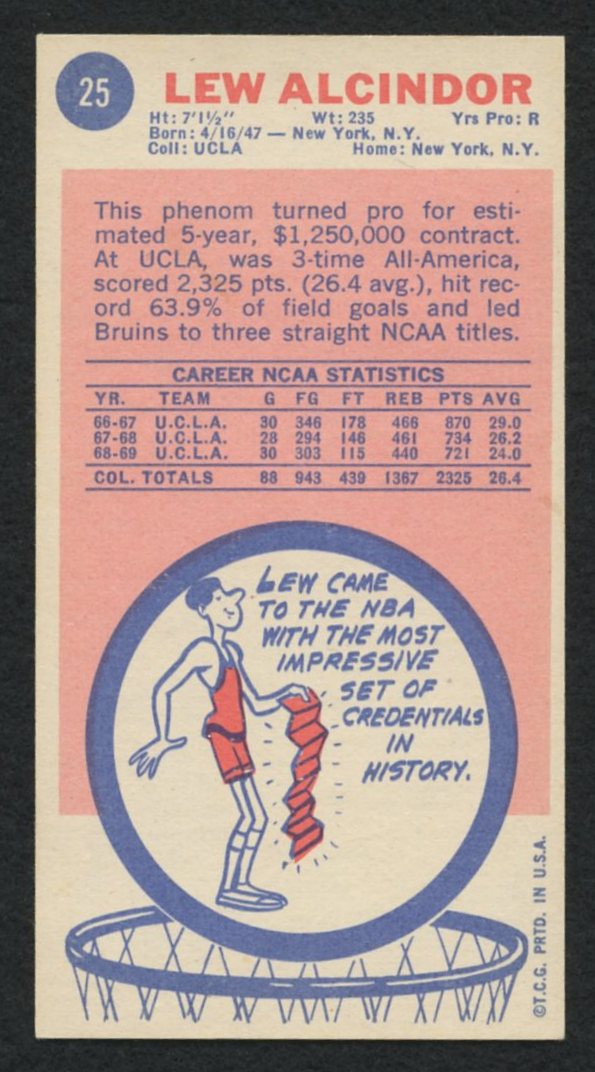 25
LEW ALCINDOR
Ht: 7'1½" Wt: 235 Yrs Pro: R
Born: 4/16/47 — New York, N.Y.
Coll: UCLA Home: New York, N.Y.
This phenom turned pro for esti-
mated 5-year, $1,250,000 contract.
At UCLA, was 3-time All-America,
scored 2,325 pts. (26.4 avg.), hit rec-
ord 63.9% of field goals and led
Bruins to three straight NCAA titles.
CAREER NCAA STATISTICS
YR. TEAM G FG FT REB PTS AVG
66-67 U.C.L.A. 30 346 178 466 870 29.0
67-68 U.C.L.A. 28 294 146 461 734 26.2
68-69 U.C.L.A. 30 303 115 440 721 24.0
COL. TOTALS 88 943 439 1367 2325 26.4
LEW CAME
TO THE NBA
WITH THE MOST
IMPRESSIVE
SET OF
CREDENTIALS
IN
HISTORY.
©T.C.G. PRTD. IN U.S.A.